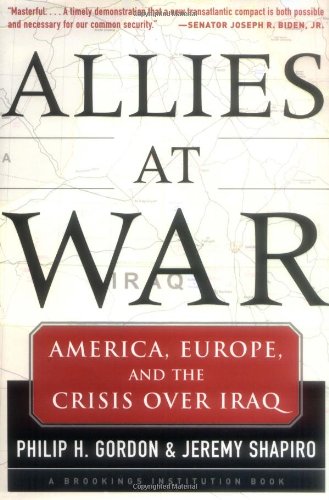 "Masterful. . . . A timely demonstration that a new transatlantic compact is both possible
and necessary for our common security." —SENATOR JOSEPH R. BIDEN, JR.
ALLIES
AT
WAR
IRAQ
AMERICA, EUROPE,
AND THE
CRISIS OVER IRAQ
PHILIP H. GORDON & JEREMY SHAPIRO
A BROOKINGS INSTITUTION BOOK
Copyrighted Material